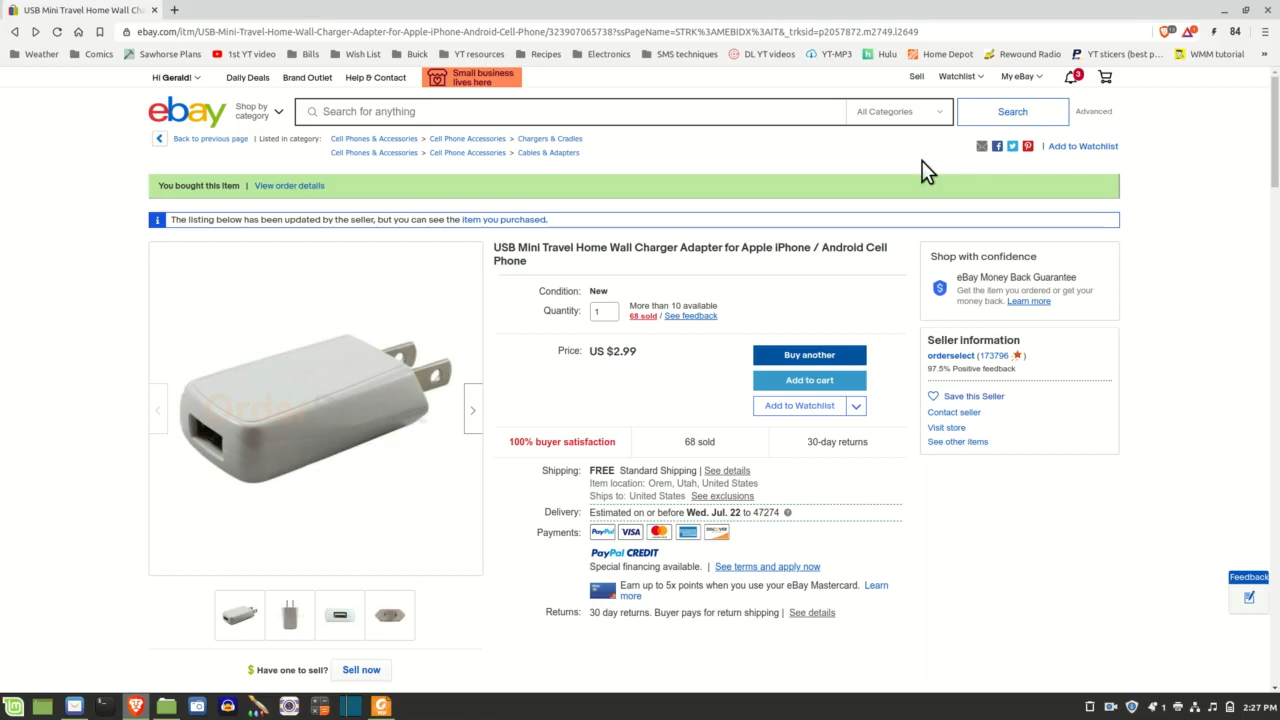 USB Mini Travel Home Wall Ch
ebay.com/itm/USB-Mini-Travel-Home-Wall-Charger-Adapter-for-Apple-iPhone-Android-Cell-Phone/323907065738?ssPageName=STRK%3AMEBIDX%3AIT&_trksid=p2057872.m2749.l2649
84
Weather Comics Sawhorse Plans 1st YT video Bills Wish List Buick YT resources Recipes Electronics SMS techniques DL YT videos YT-MP3 Hulu Home Depot Rewound Radio YT sticers (best p... WMM tutorial
Hi Gerald! Daily Deals Brand Outlet Help & Contact Small business lives here Sell Watchlist My eBay 3
ebay Shop by category Search for anything All Categories Search Advanced
Back to previous page | Listed in category: Cell Phones & Accessories > Cell Phone Accessories > Chargers & Cradles
Cell Phones & Accessories > Cell Phone Accessories > Cables & Adapters
| Add to Watchlist
You bought this item | View order details
The listing below has been updated by the seller, but you can see the item you purchased.
USB Mini Travel Home Wall Charger Adapter for Apple iPhone / Android Cell
Phone
Condition: New
Quantity: 1 More than 10 available
68 sold / See feedback
Price: US $2.99
Buy another
Add to cart
Add to Watchlist
100% buyer satisfaction 68 sold 30-day returns
Shipping: FREE Standard Shipping | See details
Item location: Orem, Utah, United States
Ships to: United States See exclusions
Delivery: Estimated on or before Wed. Jul. 22 to 47274
Payments: PayPal VISA MasterCard DISCOVER
PayPal CREDIT
Special financing available. | See terms and apply now
Earn up to 5x points when you use your eBay Mastercard. Learn
more
Returns: 30 day returns. Buyer pays for return shipping | See details
Shop with confidence
eBay Money Back Guarantee
Get the item you ordered or get your
money back. Learn more
Seller information
orderselect (173796 )
97.5% Positive feedback
Save this Seller
Contact seller
Visit store
See other items
Feedback
$ Have one to sell? Sell now
1 2:27 PM